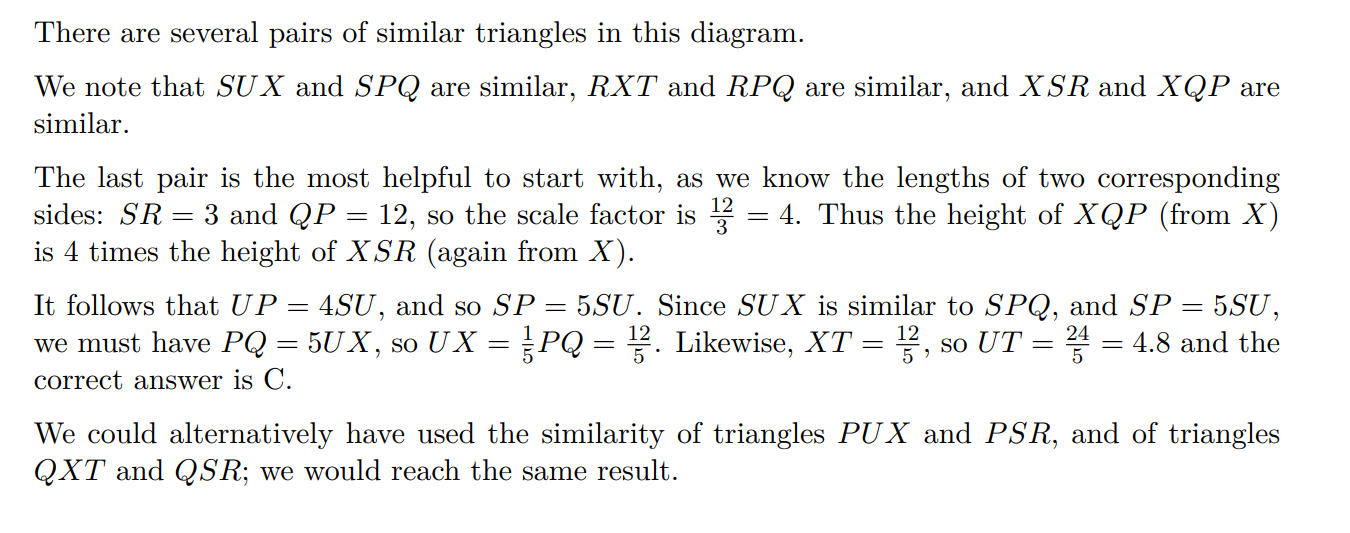 There are several pairs of similar triangles in this diagram.
We note that SUX and SPQ are similar, RXT and RPQ are similar, and XSR and XQP are
similar.
The last pair is the most helpful to start with, as we know the lengths of two corresponding
sides: SR = 3 and QP = 12, so the scale factor is 12/3 = 4. Thus the height of XQP (from X)
is 4 times the height of XSR (again from X).
It follows that UP = 4SU, and so SP = 5SU. Since SUX is similar to SPQ, and SP = 5SU,
we must have PQ = 5UX, so UX = 1/5 PQ = 12/5. Likewise, XT = 12/5, so UT = 24/5 = 4.8 and the
correct answer is C.
We could alternatively have used the similarity of triangles PUX and PSR, and of triangles
QXT and QSR; we would reach the same result.